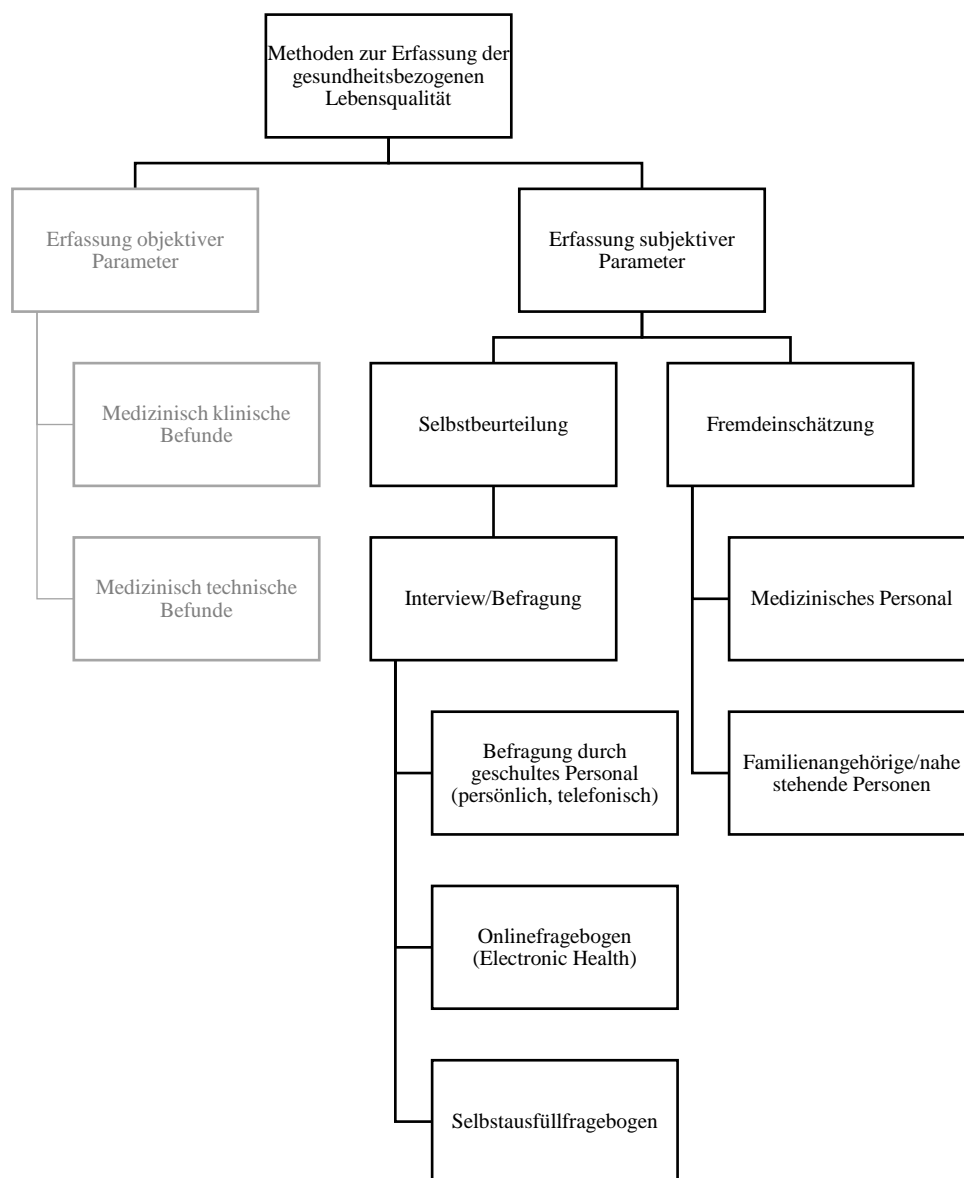 Methoden zur Erfassung der
gesundheitsbezogenen
Lebensqualität
Erfassung objektiver
Parameter
Erfassung subjektiver
Parameter
Medizinisch klinische
Befunde
Selbstbeurteilung
Fremdeinschätzung
Medizinisch technische
Befunde
Interview/Befragung
Medizinisches Personal
Befragung durch
geschultes Personal
(persönlich, telefonisch)
Familienangehörige/nahe
stehende Personen
Onlinefragebogen
(Electronic Health)
Selbstausfüllfragebogen